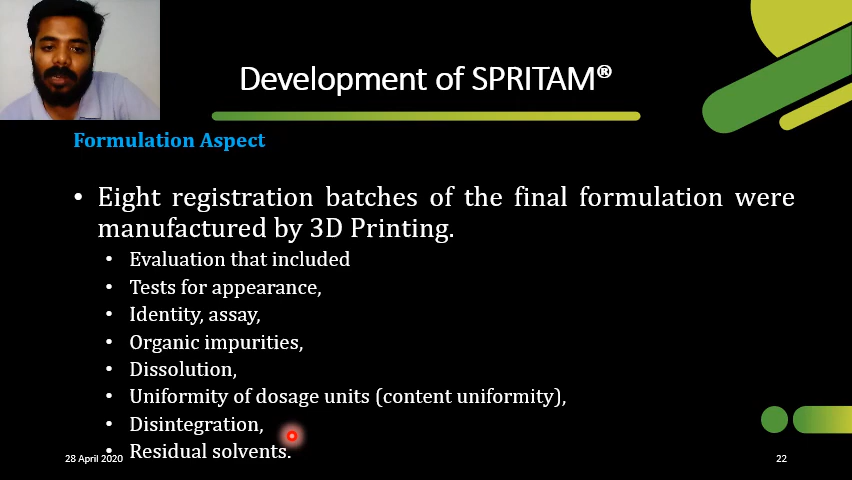 Development of SPRITAM®
Formulation Aspect
• Eight registration batches of the final formulation were
manufactured by 3D Printing.
• Evaluation that included
• Tests for appearance,
• Identity, assay,
• Organic impurities,
• Dissolution,
• Uniformity of dosage units (content uniformity),
• Disintegration,
• Residual solvents.
28 April 2020
22